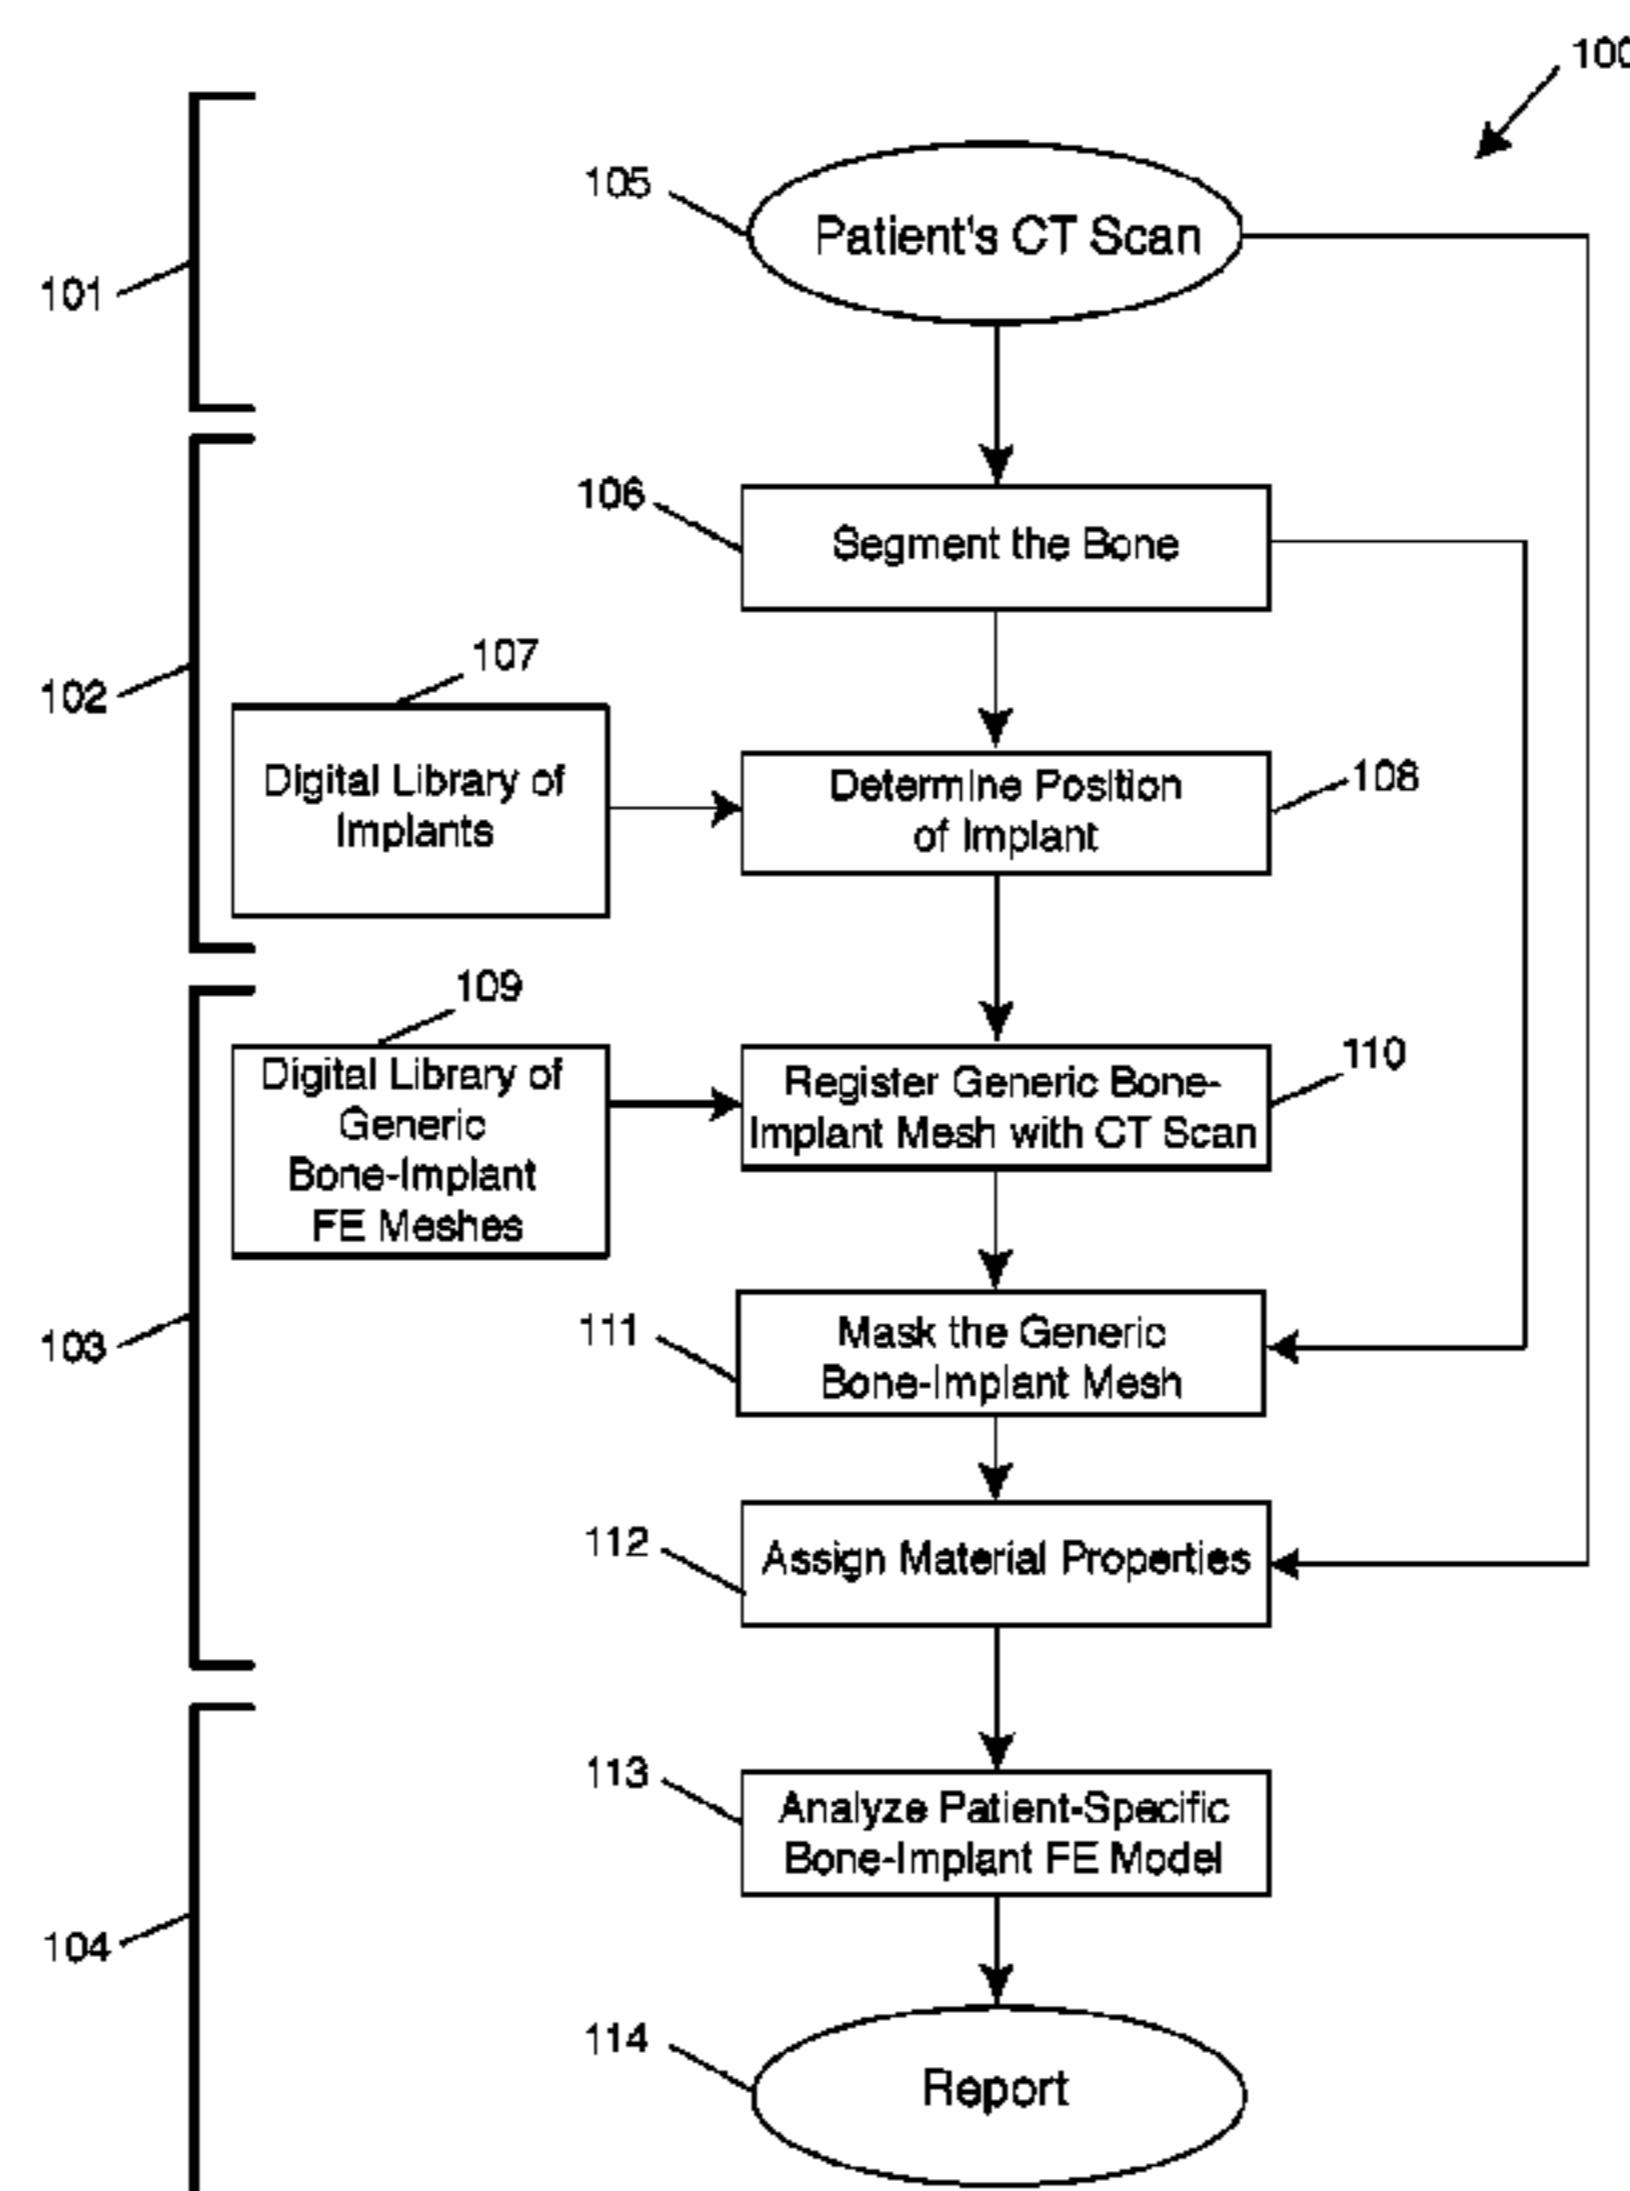 100
105
Patient's CT Scan
101
106
Segment the Bone
107
102
Digital Library of
Implants
Determine Position
of Implant
108
109
Digital Library of
Generic
Bone-Implant
FE Meshes
Register Generic Bone-
Implant Mesh with CT Scan
110
103
111
Mask the Generic
Bone-Implant Mesh
112
Assign Material Properties
113
Analyze Patient-Specific
Bone-Implant FE Model
104
114
Report